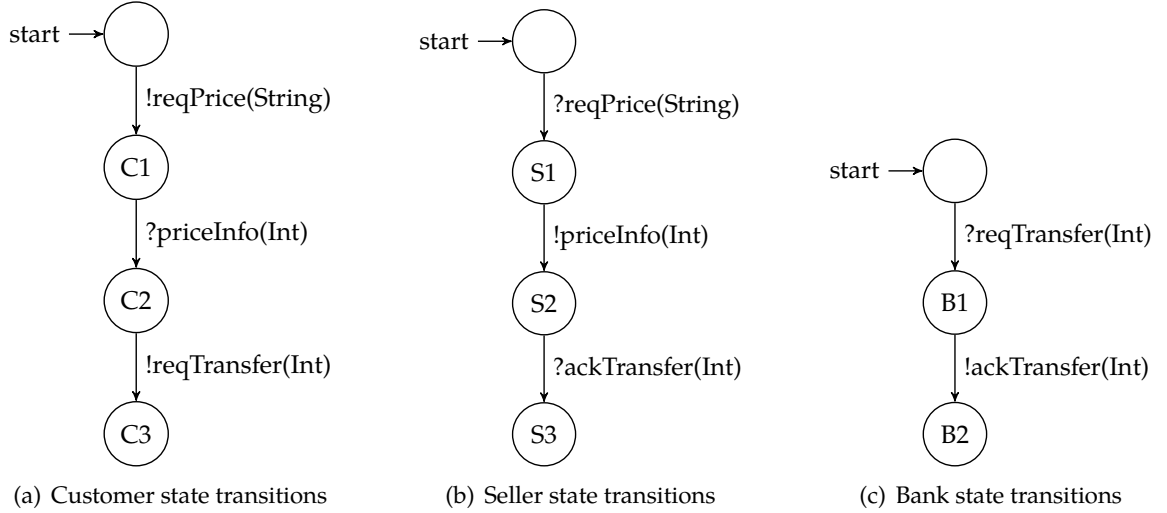 start
!reqPrice(String)
C1
?priceInfo(Int)
C2
!reqTransfer(Int)
C3
(a) Customer state transitions
start
?reqPrice(String)
S1
!priceInfo(Int)
S2
?ackTransfer(Int)
S3
(b) Seller state transitions
start
?reqTransfer(Int)
B1
!ackTransfer(Int)
B2
(c) Bank state transitions